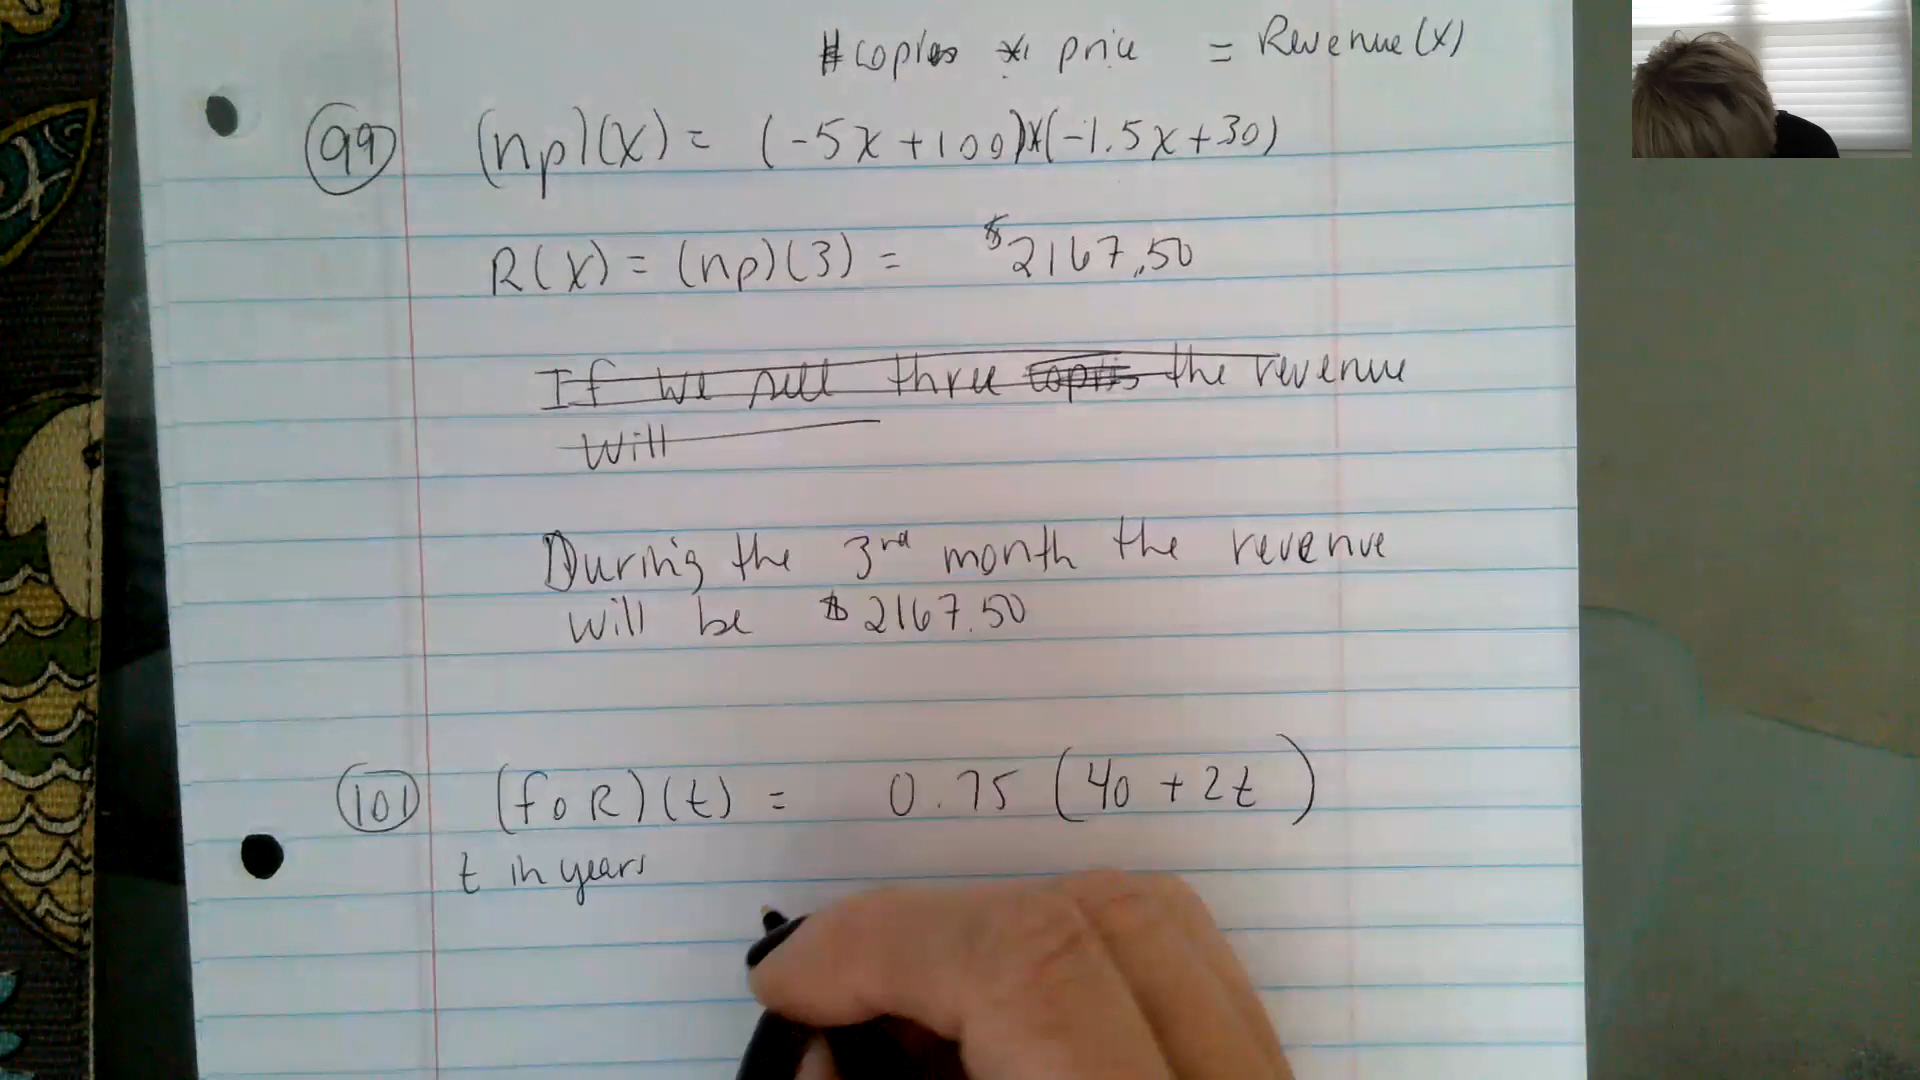 # copies * price = Revenue (x)
99 (np)(x) = (-5x + 100)*(-1.5x + 30)
R(x) = (np)(3) = $2167.50
If we sell three copies the revenue
will
During the 3rd month the revenue
will be $2167.50
101 (f o R)(t) = 0.75 (40 + 2t)
t in years